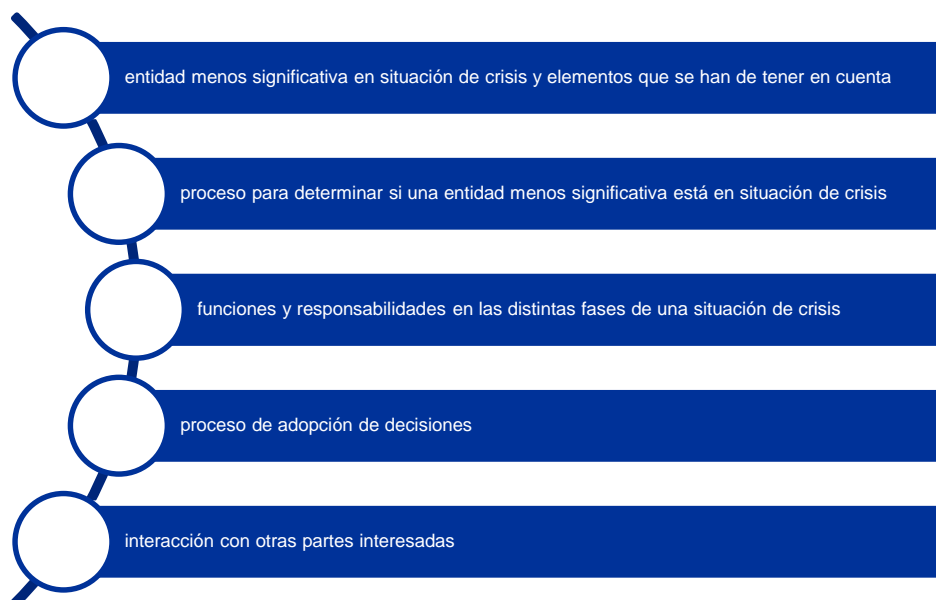 entidad menos significativa en situación de crisis y elementos que se han de tener en cuenta
proceso para determinar si una entidad menos significativa está en situación de crisis
funciones y responsabilidades en las distintas fases de una situación de crisis
proceso de adopción de decisiones
interacción con otras partes interesadas